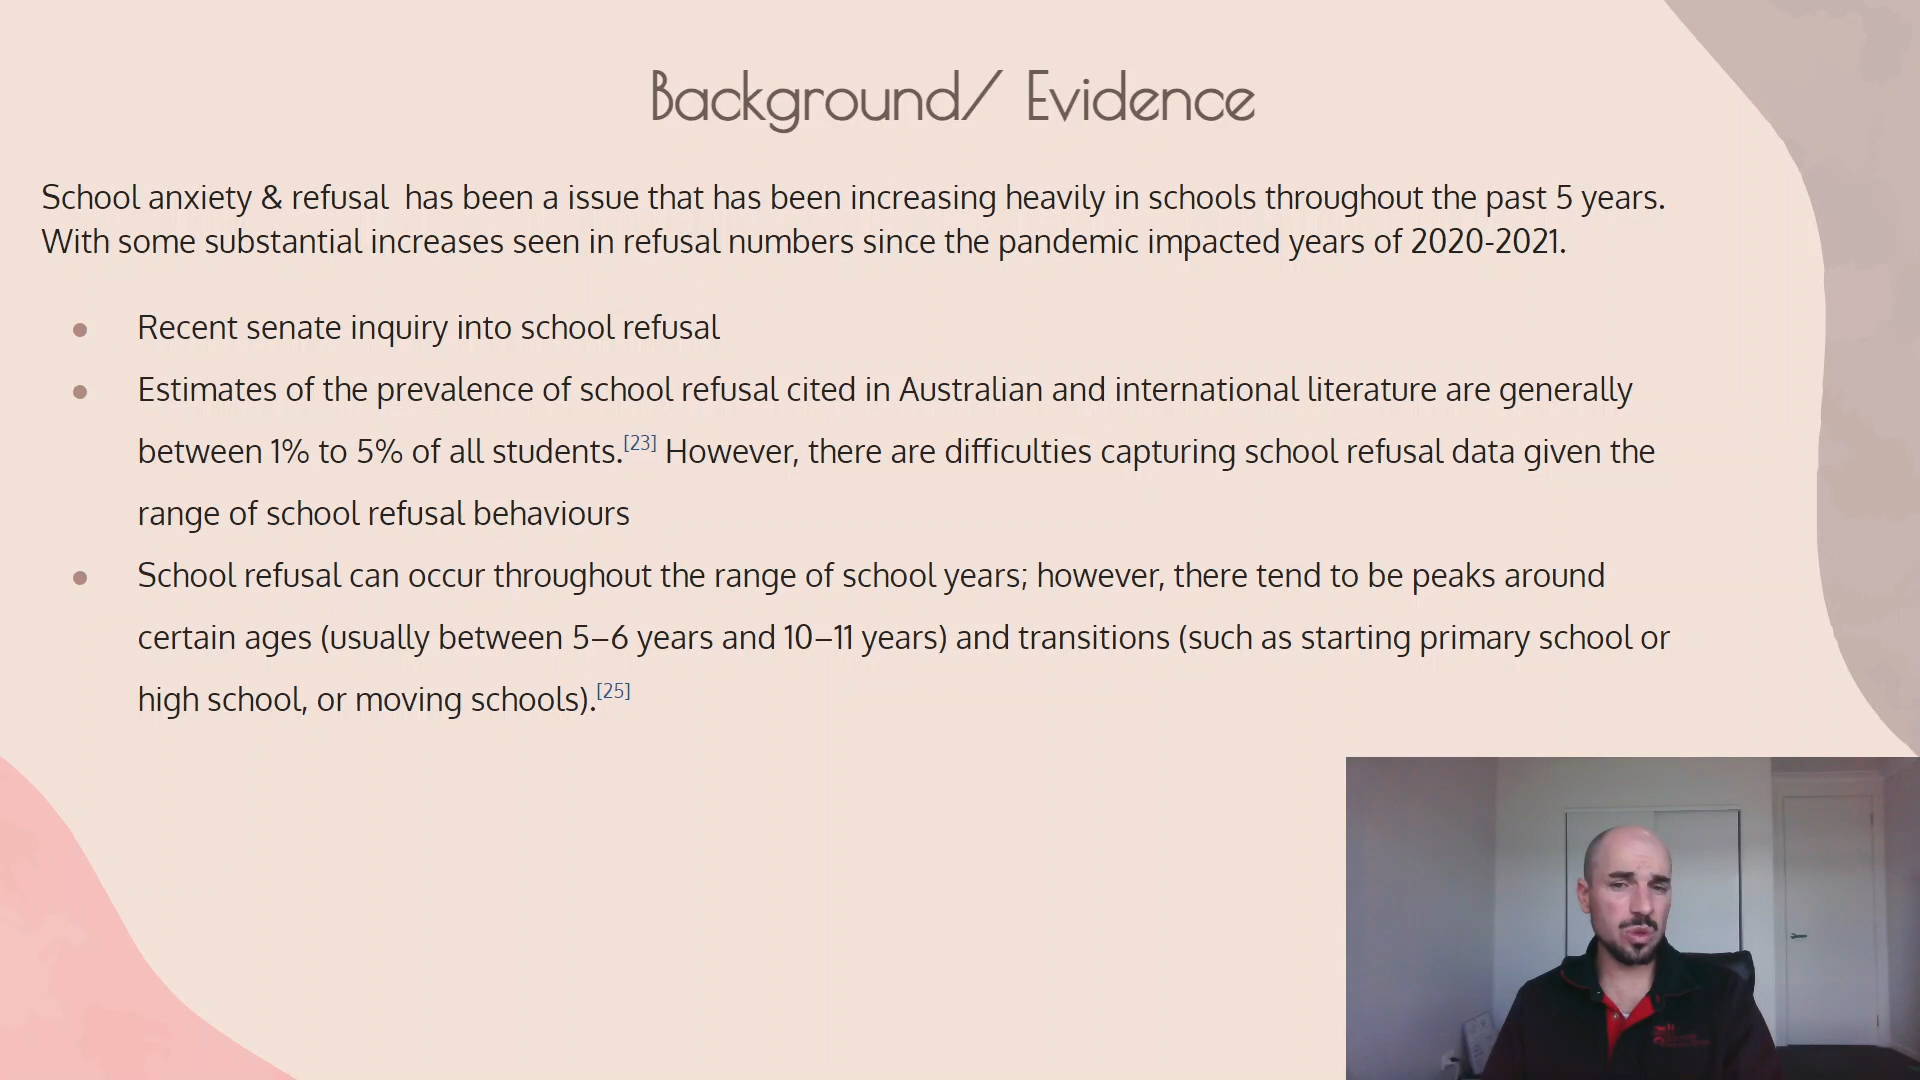 Background/ Evidence
School anxiety & refusal  has been a issue that has been increasing heavily in schools throughout the past 5 years.
With some substantial increases seen in refusal numbers since the pandemic impacted years of 2020-2021.
● Recent senate inquiry into school refusal
● Estimates of the prevalence of school refusal cited in Australian and international literature are generally
between 1% to 5% of all students.[23] However, there are difficulties capturing school refusal data given the
range of school refusal behaviours
● School refusal can occur throughout the range of school years; however, there tend to be peaks around
certain ages (usually between 5–6 years and 10–11 years) and transitions (such as starting primary school or
high school, or moving schools).[25]